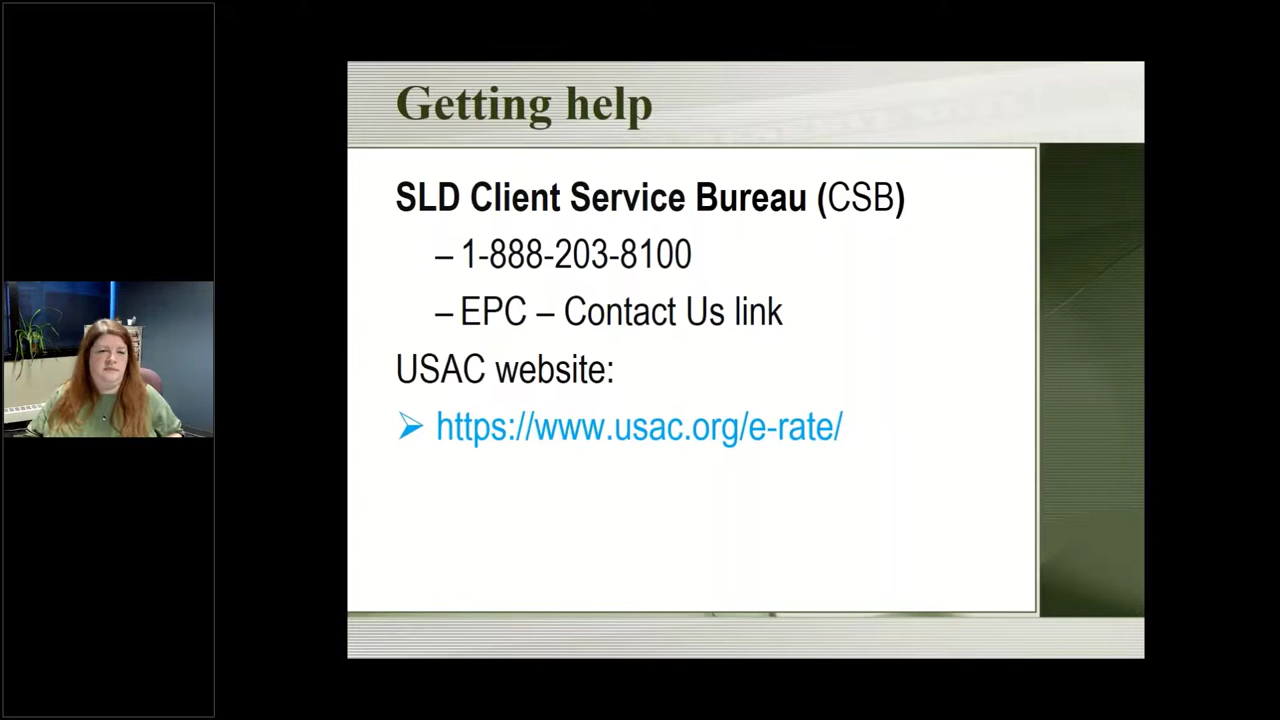 Getting help
SLD Client Service Bureau (CSB)
– 1-888-203-8100
– EPC – Contact Us link
USAC website:
➢ https://www.usac.org/e-rate/